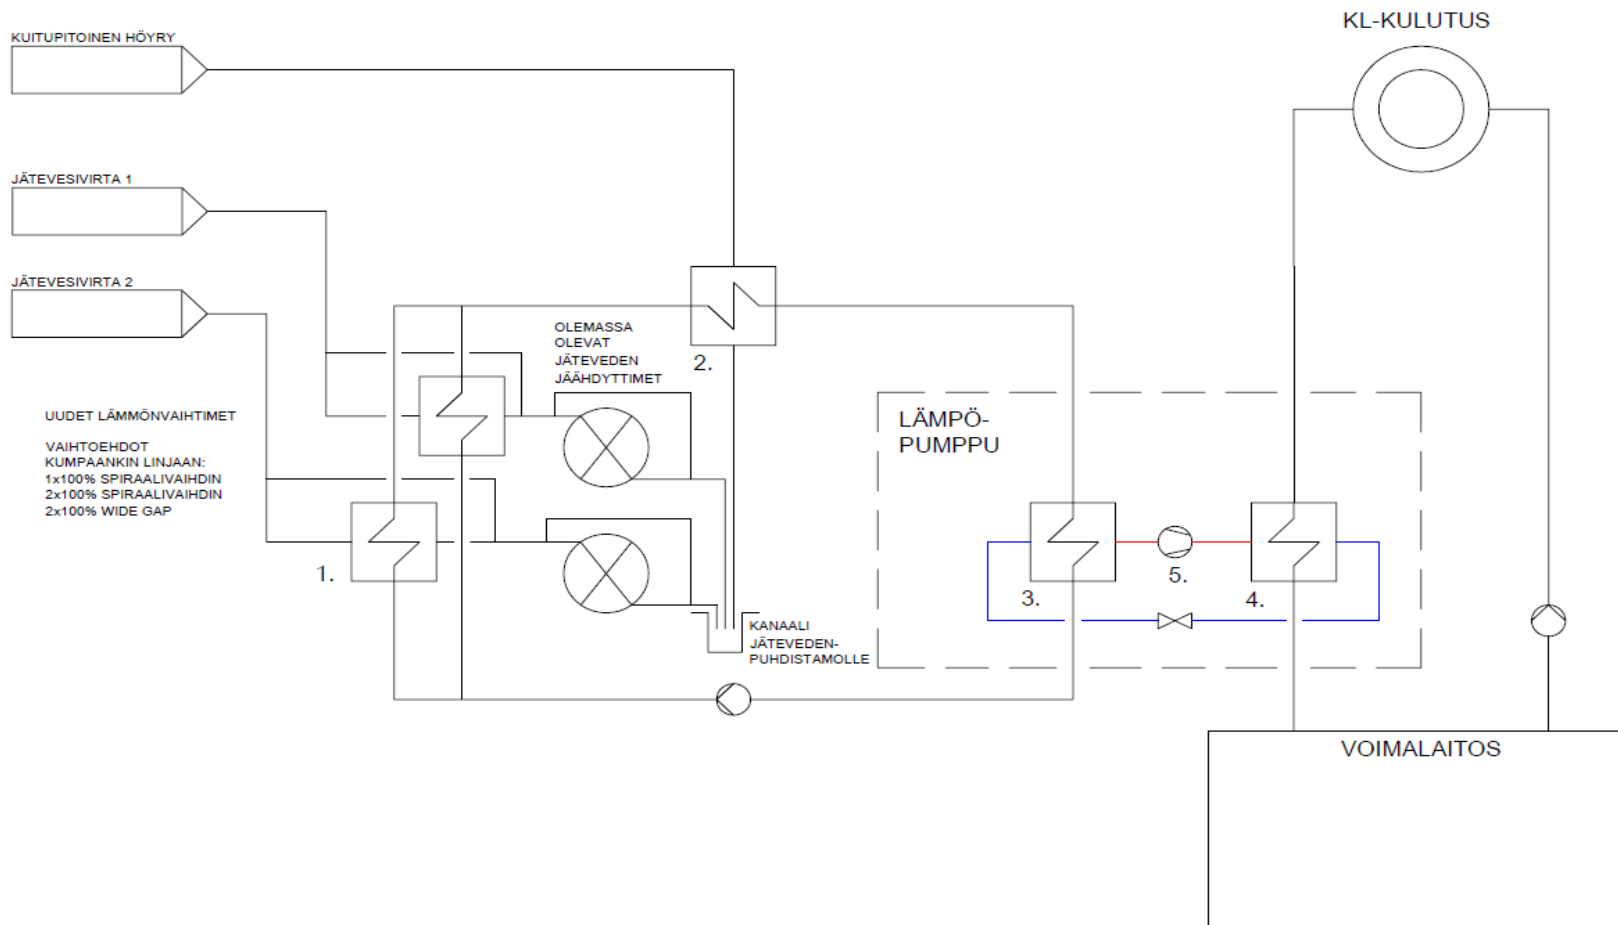 KL-KULUTUS
KUITUPITOINEN HÖYRY
JÄTEVESIVIRTA 1
JÄTEVESIVIRTA 2
OLEMASSA
OLEVAT
JÄTEVEDEN
JÄÄHDYTTIMET
2.
UUDET LÄMMÖNVAIHTIMET
VAIHTOEHDOT
KUMPAANKIN LINJAAN:
1x100% SPIRAALIVAIHDIN
2x100% SPIRAALIVAIHDIN
2x100% WIDE GAP
LÄMPÖ-
PUMPPU
1.
3.
5.
4.
KANAALI
JÄTEVEDEN-
PUHDISTAMOLLE
VOIMALAITOS